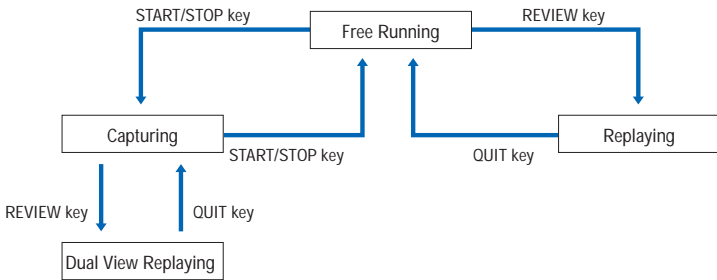 START/STOP key
Free Running
REVIEW key
Capturing
START/STOP key
QUIT key
Replaying
REVIEW key
QUIT key
Dual View Replaying